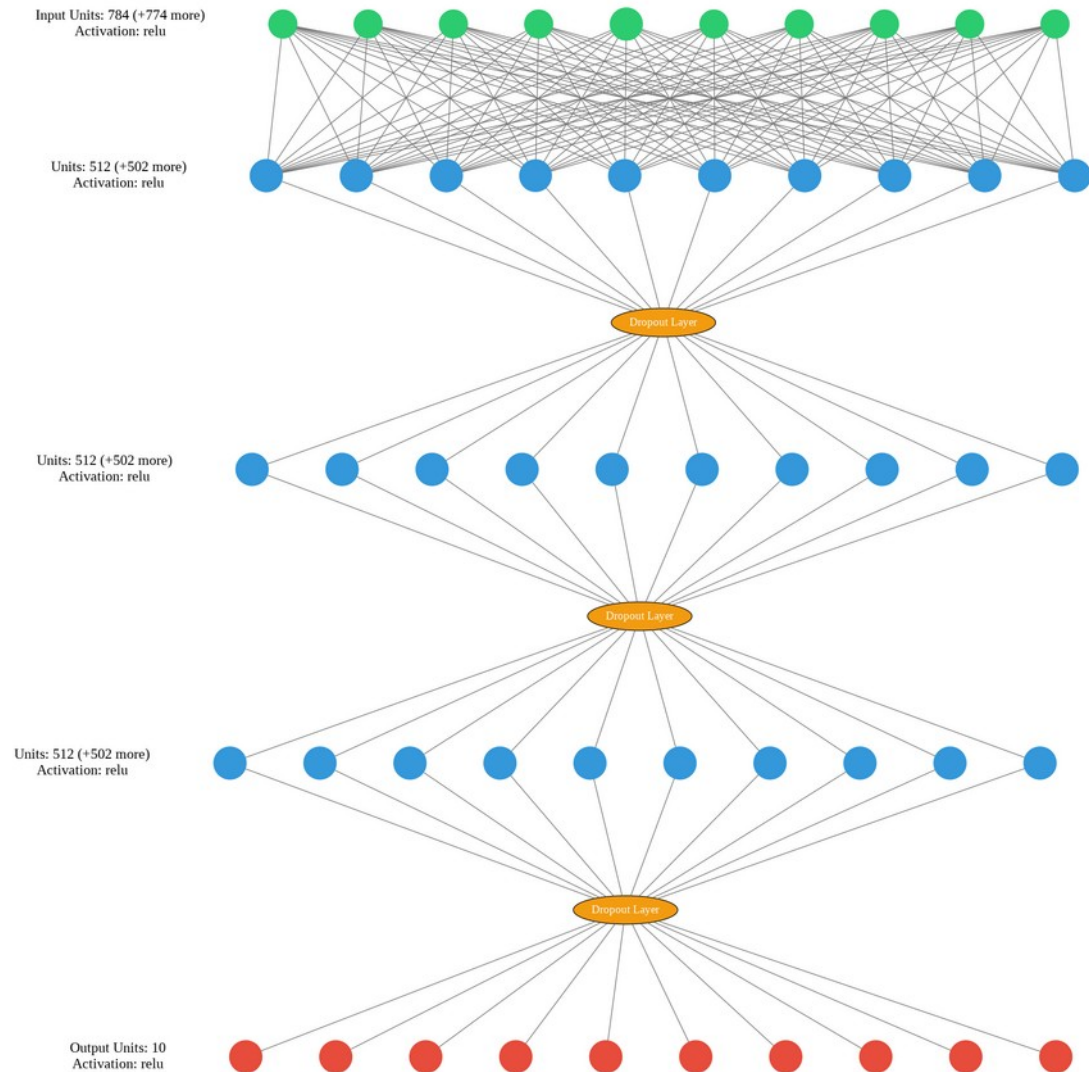 Input Units: 784 (+774 more)
Activation: relu
Units: 512 (+502 more)
Activation: relu
Dropout Layer
Units: 512 (+502 more)
Activation: relu
Dropout Layer
Units: 512 (+502 more)
Activation: relu
Dropout Layer
Output Units: 10
Activation: relu